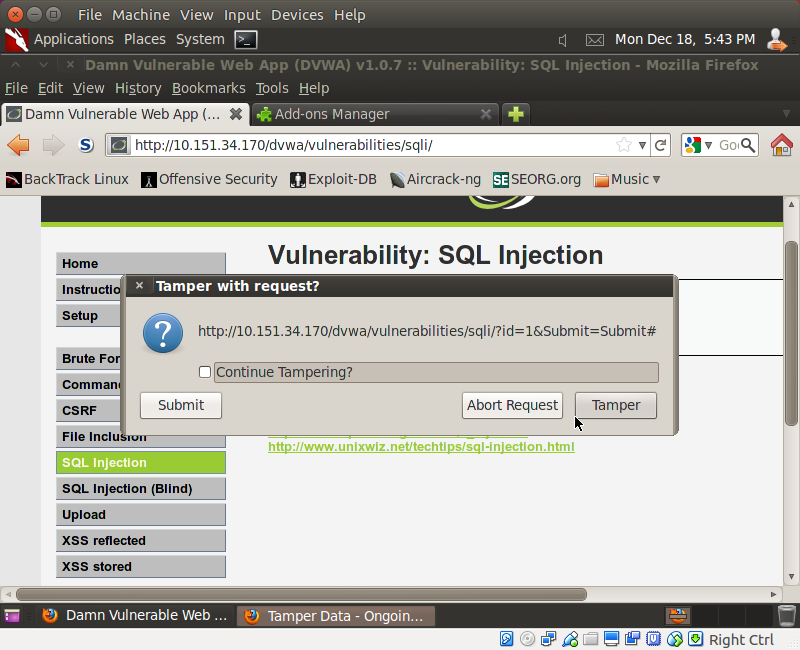 File Machine View Input Devices Help
Applications Places System Mon Dec 18, 5:43 PM
Damn Vulnerable Web App (DVWA) v1.0.7 :: Vulnerability: SQL Injection - Mozilla Firefox
File Edit View History Bookmarks Tools Help
Damn Vulnerable Web App (... Add-ons Manager
http://10.151.34.170/dvwa/vulnerabilities/sqli/ Go
BackTrack Linux Offensive Security Exploit-DB Aircrack-ng SEORG.org Music
Vulnerability: SQL Injection
Home
Instructio
Setup
Tamper with request?
http://10.151.34.170/dvwa/vulnerabilities/sqli/?id=1&Submit=Submit#
Continue Tampering?
Submit Abort Request Tamper
Brute For
Comman
CSRF
File Inclusion
http://www.unixwiz.net/techtips/sql-injection.html
SQL Injection
SQL Injection (Blind)
Upload
XSS reflected
XSS stored
Damn Vulnerable Web ... Tamper Data - Ongoin...
Right Ctrl